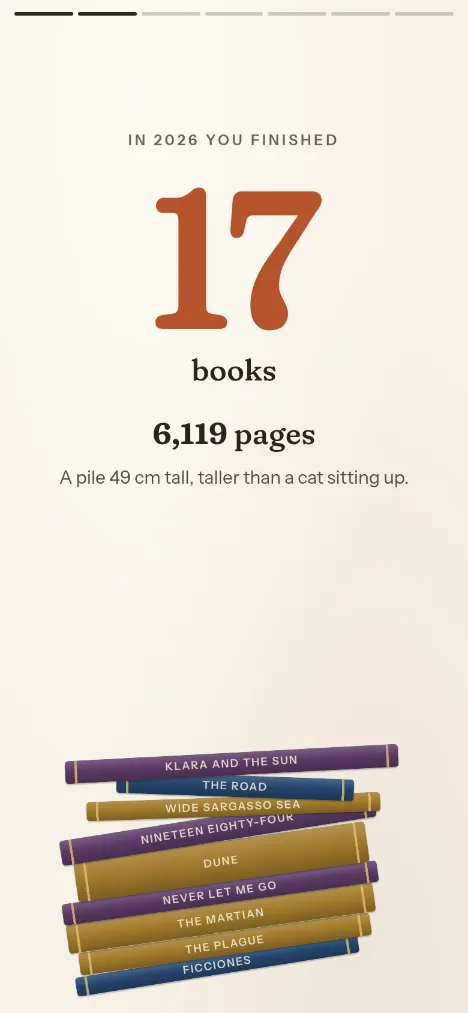 IN 2026 YOU FINISHED
17
books
6,119 pages
A pile 49 cm tall, taller than a cat sitting up.
KLARA AND THE SUN
THE ROAD
WIDE SARGASSO SEA
NINETEEN EIGHTY-FOUR
DUNE
NEVER LET ME GO
THE MARTIAN
THE PLAGUE
FICCIONES